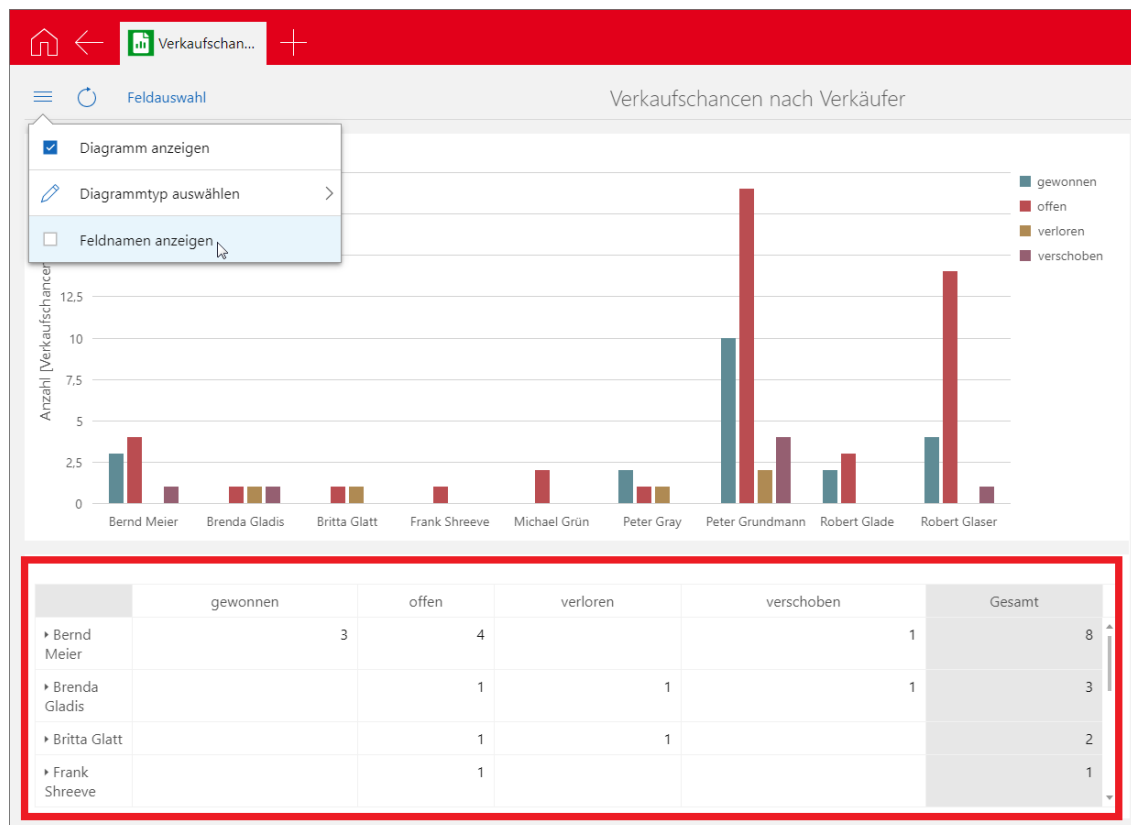 Verkaufschan...
Feldauswahl
Verkaufschancen nach Verkäufer
Diagramm anzeigen
Diagrammtyp auswählen
Feldnamen anzeigen
gewonnen
offen
verloren
verschoben
Anzahl [Verkaufschancen
12,5
10
7,5
5
2,5
0
Bernd Meier Brenda Gladis Britta Glatt Frank Shreeve Michael Grün Peter Gray Peter Grundmann Robert Glade Robert Glaser
gewonnen offen verloren verschoben Gesamt
Bernd 3 4 1 8
Meier
Brenda 1 1 1 3
Gladis
Britta Glatt 1 1 2
Frank 1 1
Shreeve